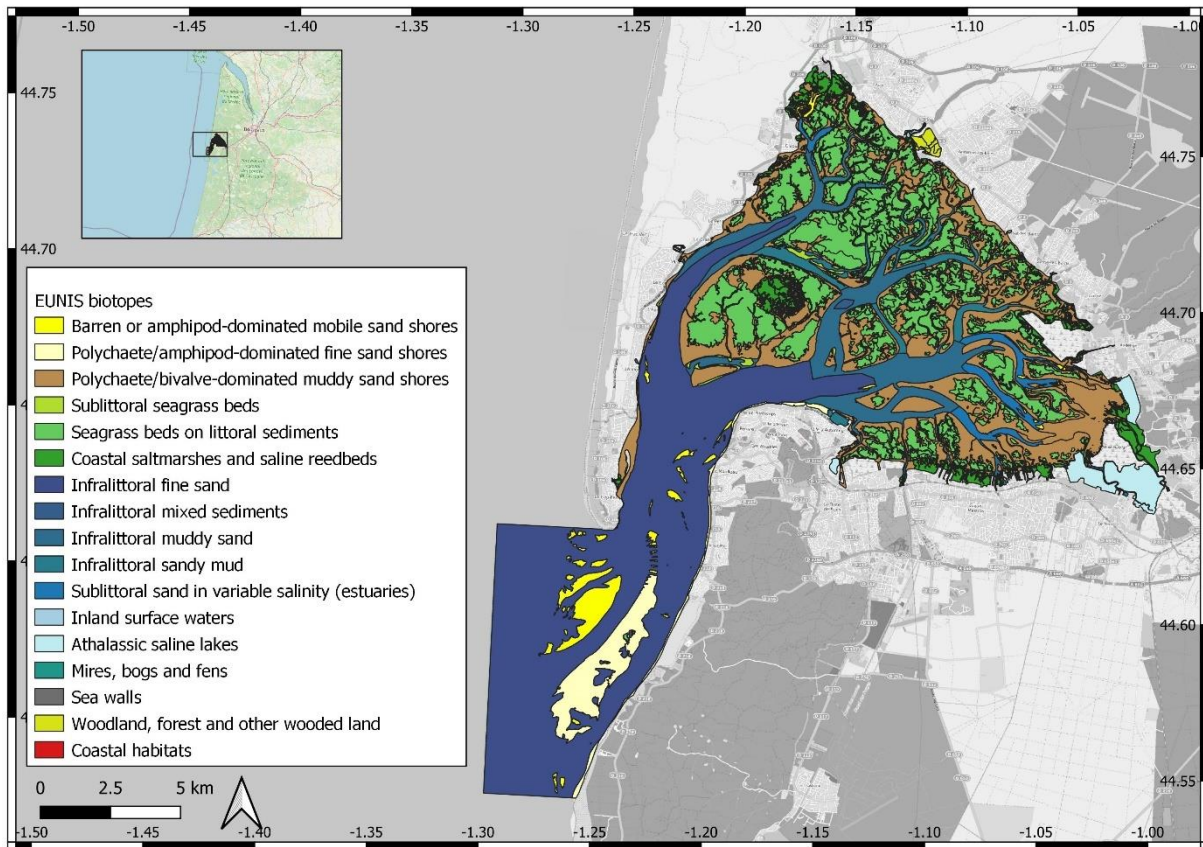 -1.50 -1.45 -1.40 -1.35 -1.30 -1.25 -1.20 -1.15 -1.10 -1.05 -1.00
44.75
44.70
EUNIS biotopes
Barren or amphipod-dominated mobile sand shores
Polychaete/amphipod-dominated fine sand shores
Polychaete/bivalve-dominated muddy sand shores
Sublittoral seagrass beds
Seagrass beds on littoral sediments
Coastal saltmarshes and saline reedbeds
Infralittoral fine sand
Infralittoral mixed sediments
Infralittoral muddy sand
Infralittoral sandy mud
Sublittoral sand in variable salinity (estuaries)
Inland surface waters
Athalassic saline lakes
Mires, bogs and fens
Sea walls
Woodland, forest and other wooded land
Coastal habitats
0 2.5 5 km
44.75
44.70
44.65
44.60
44.55
-1.50 -1.45 -1.40 -1.35 -1.30 -1.25 -1.20 -1.15 -1.10 -1.05 -1.00